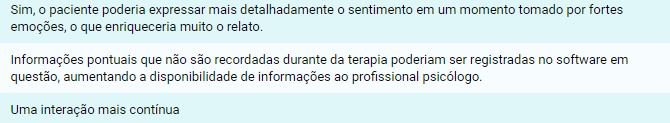 Sim, o paciente poderia expressar mais detalhadamente o sentimento em um momento tomado por fortes
emoções, o que enriqueceria muito o relato.
Informações pontuais que não são recordadas durante da terapia poderiam ser registradas no software em
questão, aumentando a disponibilidade de informações ao profissional psicólogo.
Uma interação mais contínua